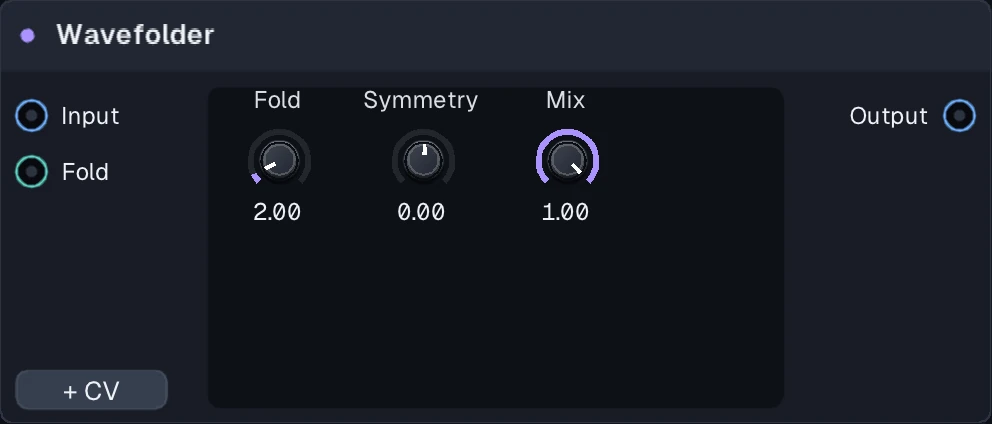 Wavefolder
Input
Fold
Fold Symmetry Mix
2.00 0.00 1.00
Output
+ CV